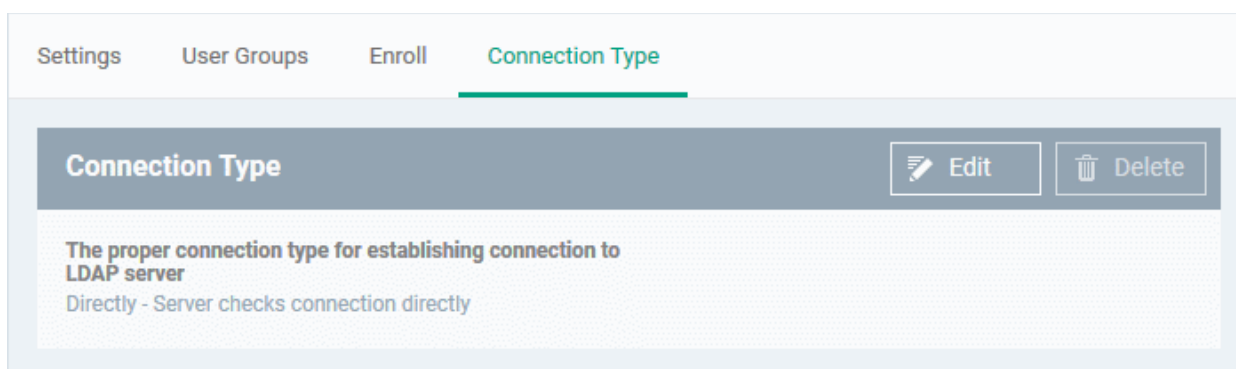 Settings User Groups Enroll Connection Type
Connection Type Edit Delete
The proper connection type for establishing connection to
LDAP server
Directly - Server checks connection directly